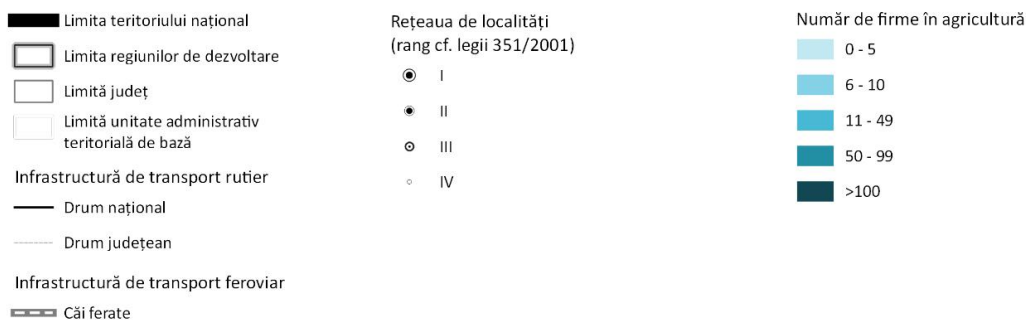 Limita teritoriului național
Limita regiunilor de dezvoltare
Limită județ
Limită unitate administrativ
teritorială de bază
Infrastructură de transport rutier
Drum național
Drum județean
Infrastructură de transport feroviar
Căi ferate
Rețeaua de localități
(rang cf. legii 351/2001)
I
II
III
IV
Număr de firme în agricultură
0 - 5
6 - 10
11 - 49
50 - 99
>100